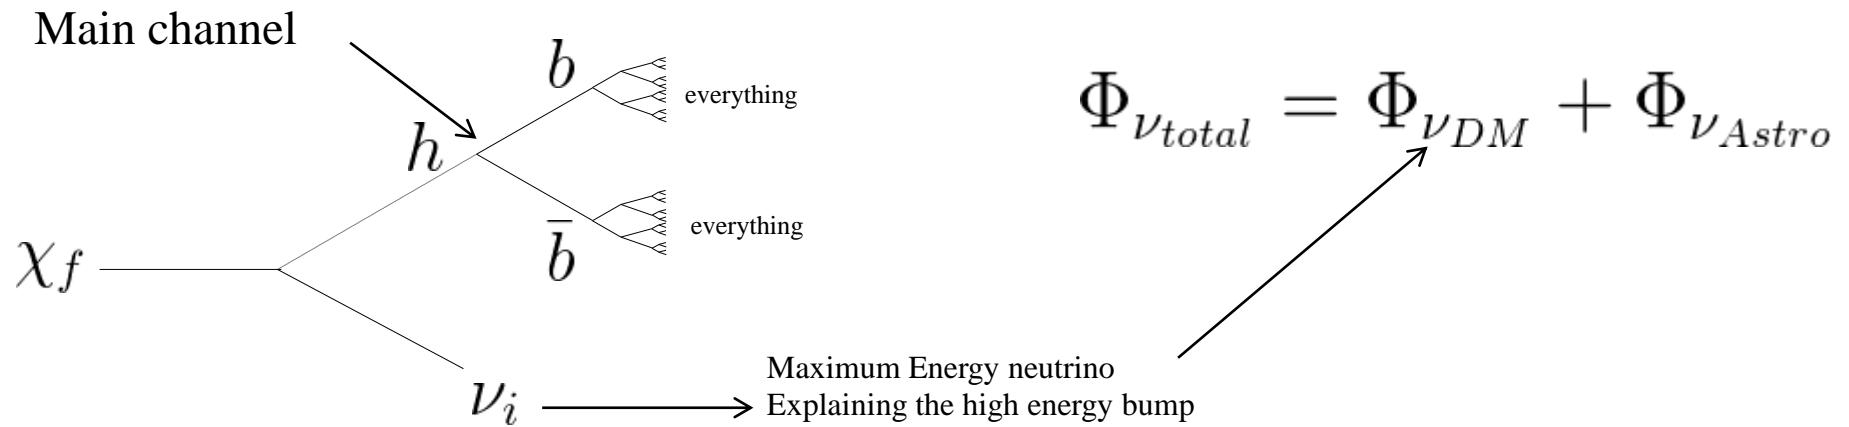 Main channel
b
everything
h
Φ_{ν_{total}} = Φ_{ν_{DM}} + Φ_{ν_{Astro}}
everything
b̄
χ_f
Maximum Energy neutrino
ν_i
Explaining the high energy bump